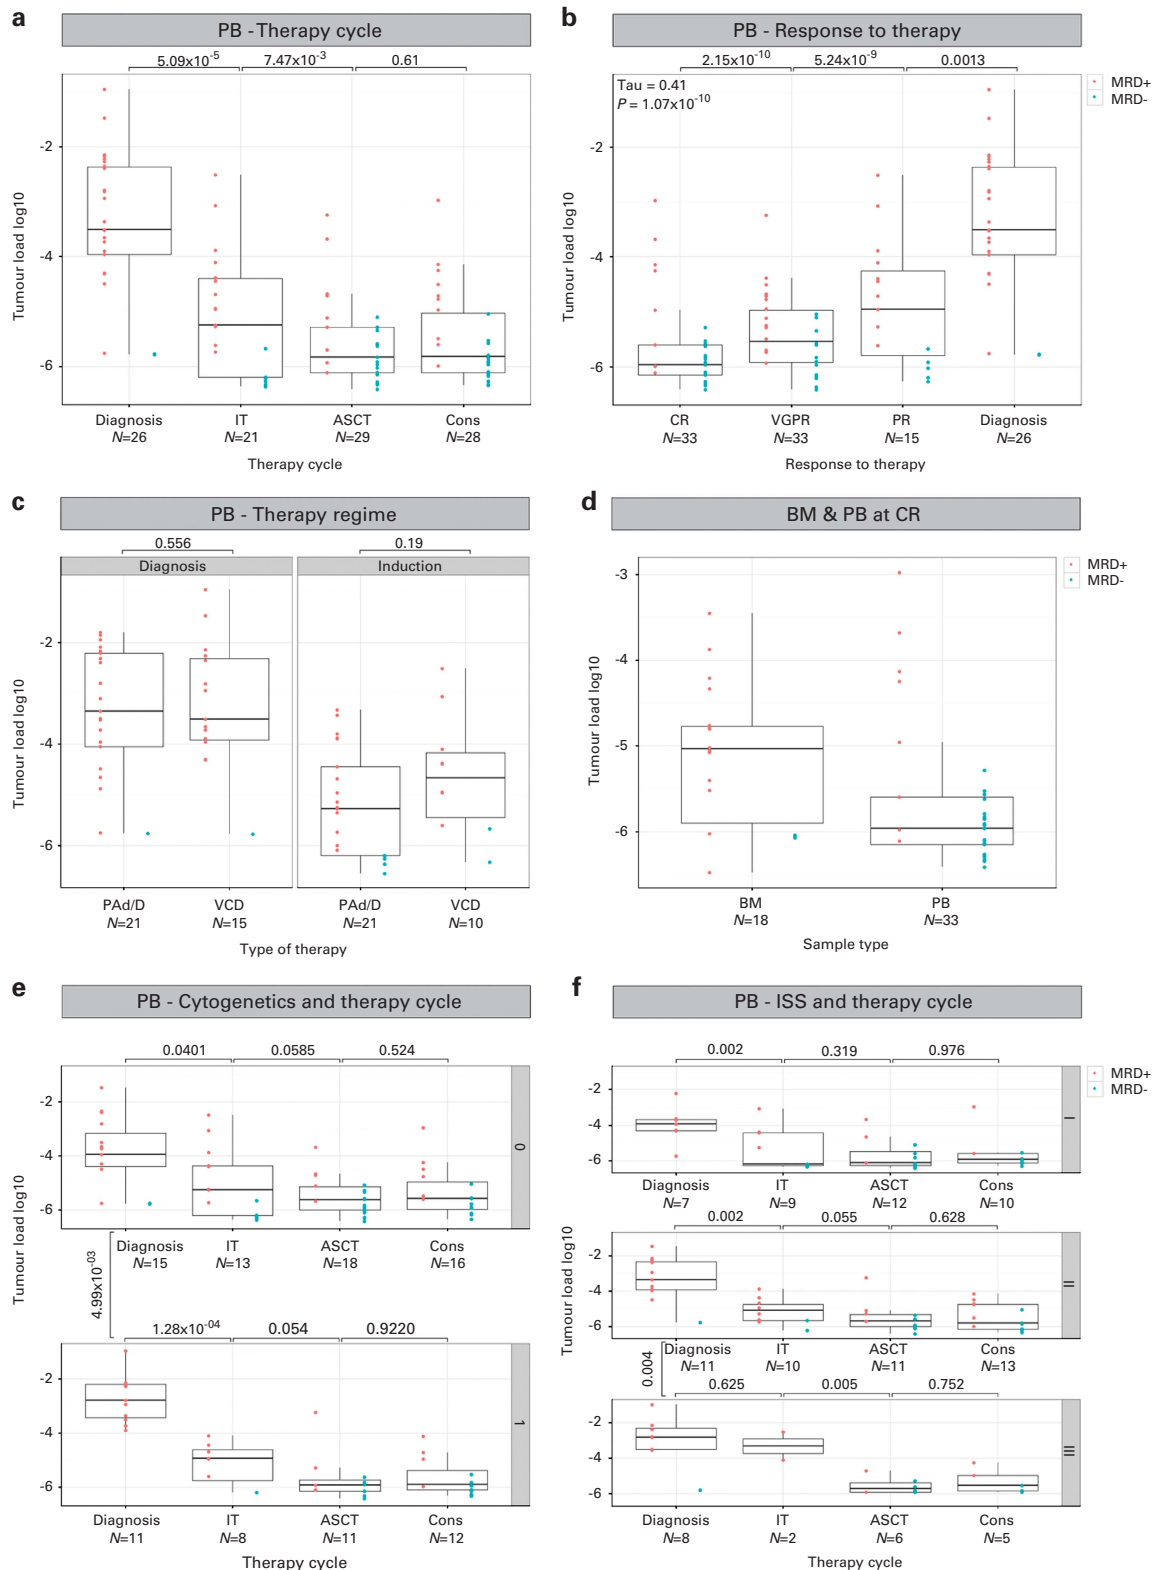 a
PB - Therapy cycle
5.09x10-5 7.47x10-3 0.61
-2
-4
-6
Tumour load log10
Diagnosis IT ASCT Cons
N=26 N=21 N=29 N=28
Therapy cycle
b
PB - Response to therapy
2.15x10-10 5.24x10-9 0.0013
Tau = 0.41
P = 1.07x10-10
MRD+
MRD-
-2
-4
-6
Tumour load log10
CR VGPR PR Diagnosis
N=33 N=33 N=15 N=26
Response to therapy
c
PB - Therapy regime
0.556 0.19
Diagnosis Induction
-2
-4
-6
Tumour load log10
PAd/D VCD PAd/D VCD
N=21 N=15 N=21 N=10
Type of therapy
d
BM & PB at CR
MRD+
MRD-
-3
-4
-5
-6
Tumour load log10
BM PB
N=18 N=33
Sample type
e
PB - Cytogenetics and therapy cycle
0.0401 0.0585 0.524
-2
-4
-6
0
Diagnosis IT ASCT Cons
N=15 N=13 N=18 N=16
Tumour load log10
4.99x10-03
1.28x10-04 0.054 0.9220
-2
-4
-6
1
Diagnosis IT ASCT Cons
N=11 N=8 N=11 N=12
Therapy cycle
f
PB - ISS and therapy cycle
0.002 0.319 0.976
MRD+
MRD-
-2
-4
-6
I
Diagnosis IT ASCT Cons
N=7 N=9 N=12 N=10
0.002 0.055 0.628
-2
-4
-6
II
Tumour load log10
Diagnosis IT ASCT Cons
N=11 N=10 N=11 N=13
0.004
0.625 0.005 0.752
-2
-4
-6
III
Diagnosis IT ASCT Cons
N=8 N=2 N=6 N=5
Therapy cycle